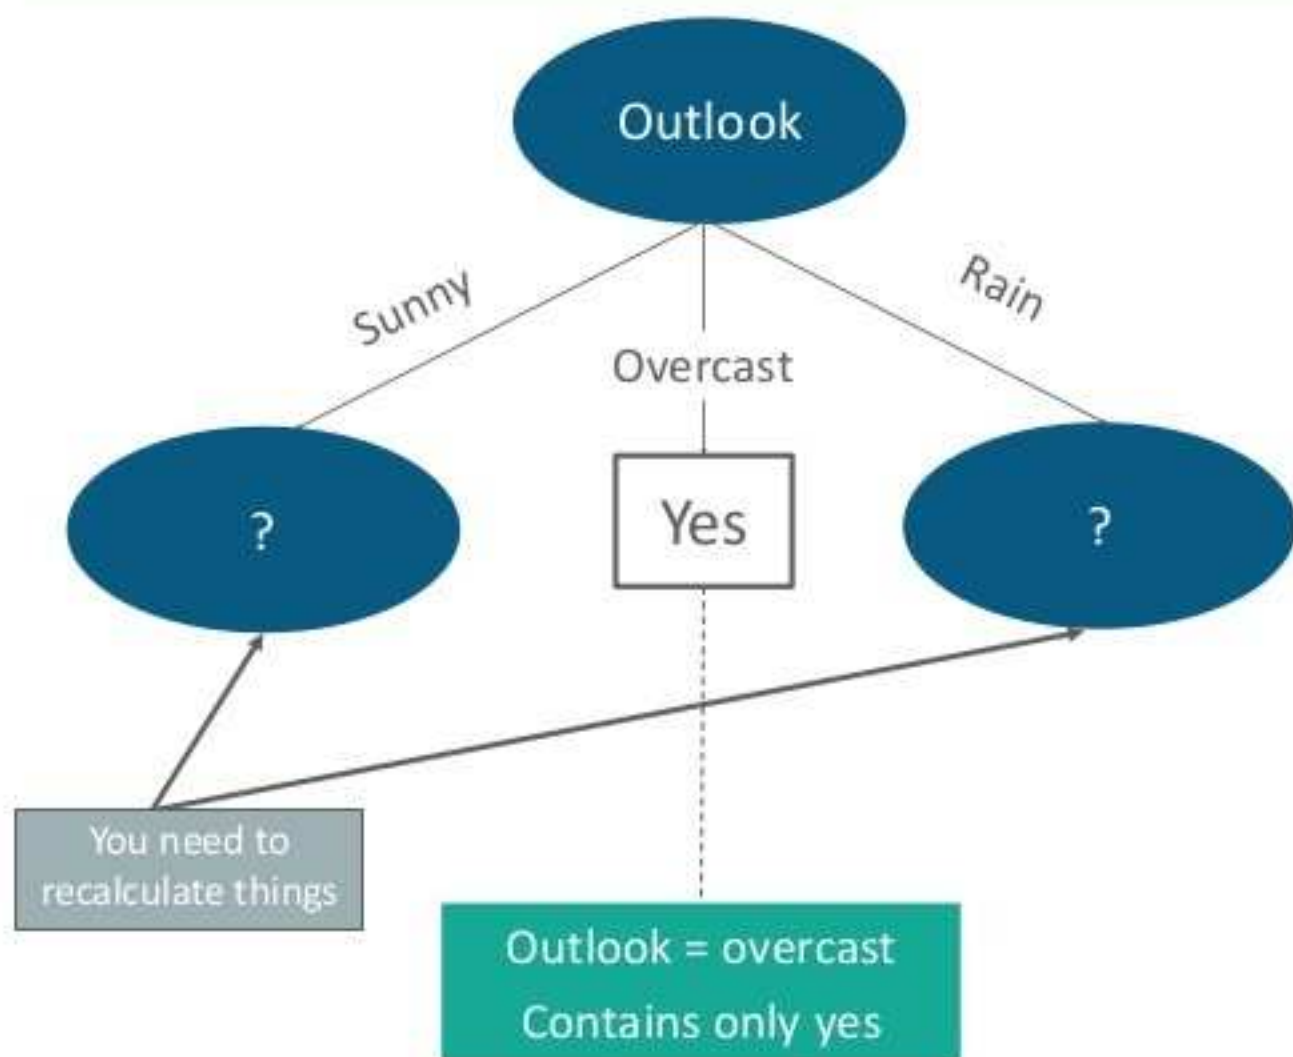 Outlook
Sunny
Rain
Overcast
?
Yes
?
You need to
recalculate things
Outlook = overcast
Contains only yes